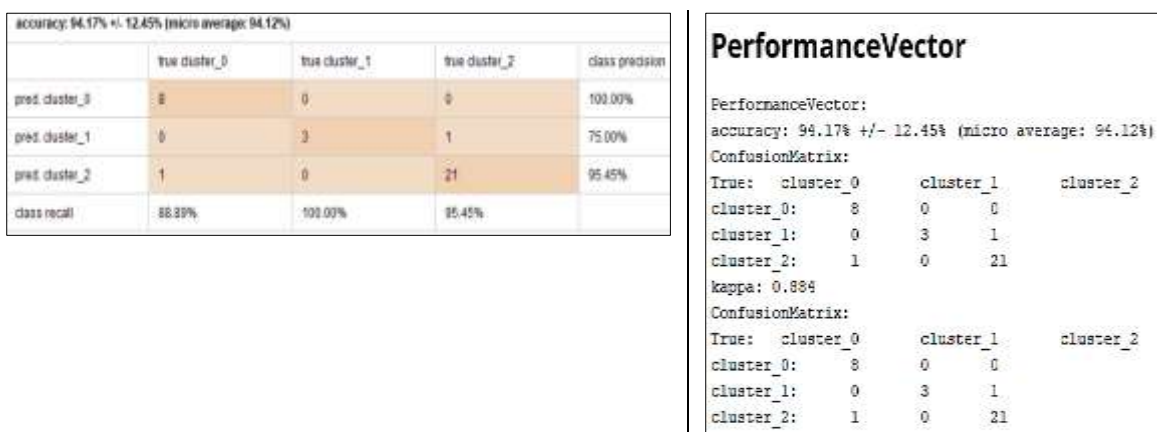 accuracy: 94.17% +/- 12.45% (micro average: 94.12%)
true cluster_0 true cluster_1 true cluster_2 class precision
pred. cluster_0 8 0 0 100.00%
pred. cluster_1 0 3 1 75.00%
pred. cluster_2 1 0 21 95.45%
class recall 88.89% 100.00% 95.45%
PerformanceVector
PerformanceVector:
accuracy: 94.17% +/- 12.45% (micro average: 94.12%)
ConfusionMatrix:
True: cluster_0 cluster_1 cluster_2
cluster_0: 8 0 0
cluster_1: 0 3 1
cluster_2: 1 0 21
kappa: 0.884
ConfusionMatrix:
True: cluster_0 cluster_1 cluster_2
cluster_0: 8 0 0
cluster_1: 0 3 1
cluster_2: 1 0 21